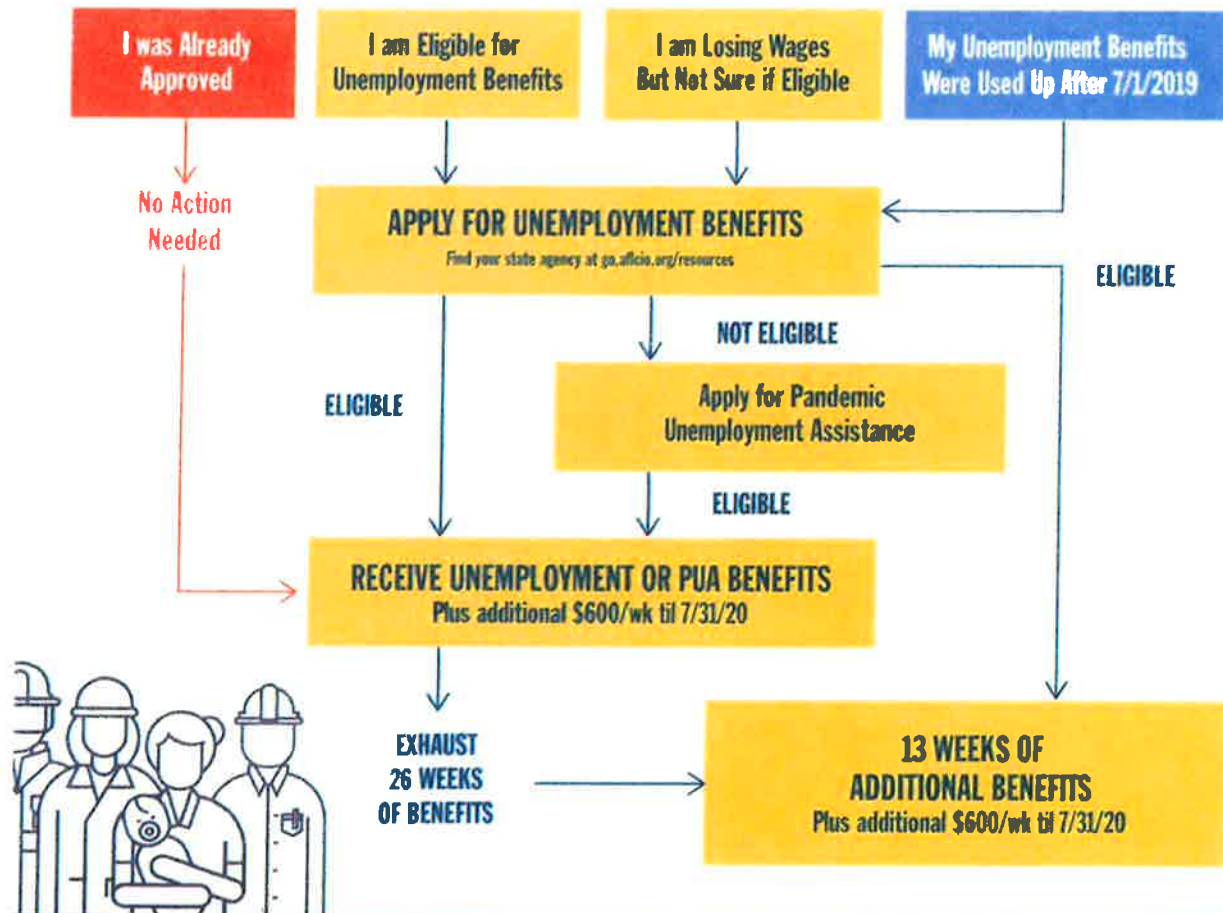 I was Already
Approved
I am Eligible for
Unemployment Benefits
I am Losing Wages
But Not Sure if Eligible
My Unemployment Benefits
Were Used Up After 7/1/2019
No Action
Needed
APPLY FOR UNEMPLOYMENT BENEFITS
Find your state agency at go.aflcio.org/resources
ELIGIBLE
NOT ELIGIBLE
ELIGIBLE
Apply for Pandemic
Unemployment Assistance
ELIGIBLE
RECEIVE UNEMPLOYMENT OR PUA BENEFITS
Plus additional $600/wk til 7/31/20
EXHAUST
26 WEEKS
OF BENEFITS
13 WEEKS OF
ADDITIONAL BENEFITS
Plus additional $600/wk til 7/31/20